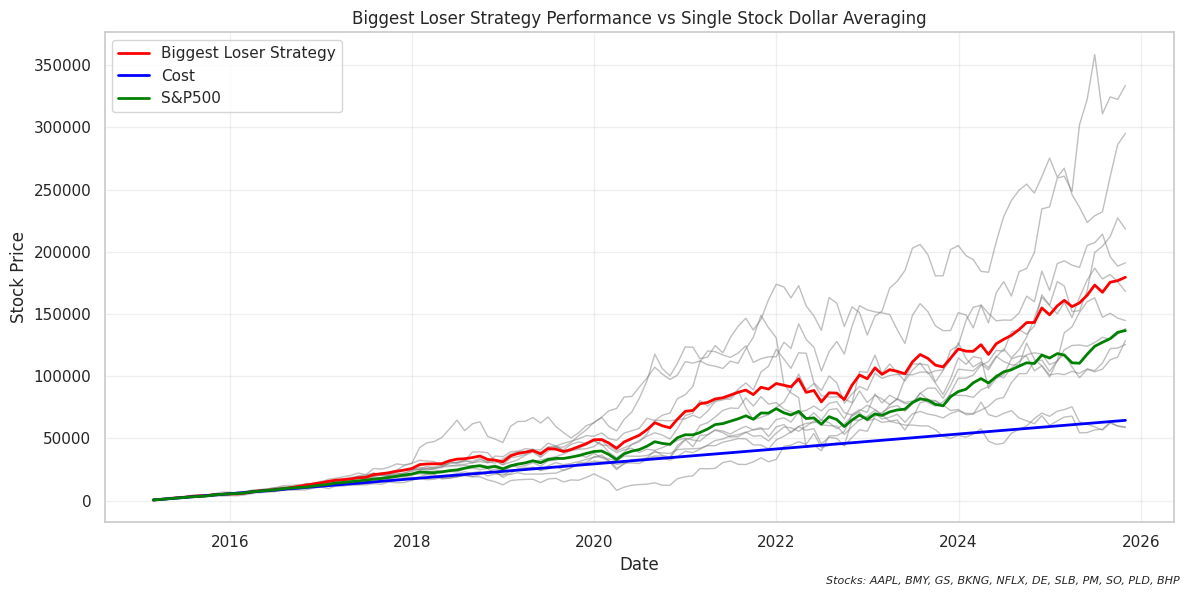 Biggest Loser Strategy Performance vs Single Stock Dollar Averaging
Biggest Loser Strategy
Cost
S&P500
Stock Price
350000
300000
250000
200000
150000
100000
50000
0
2016
2018
2020
2022
2024
2026
Date
Stocks: AAPL, BMY, GS, BKNG, NFLX, DE, SLB, PM, SO, PLD, BHP